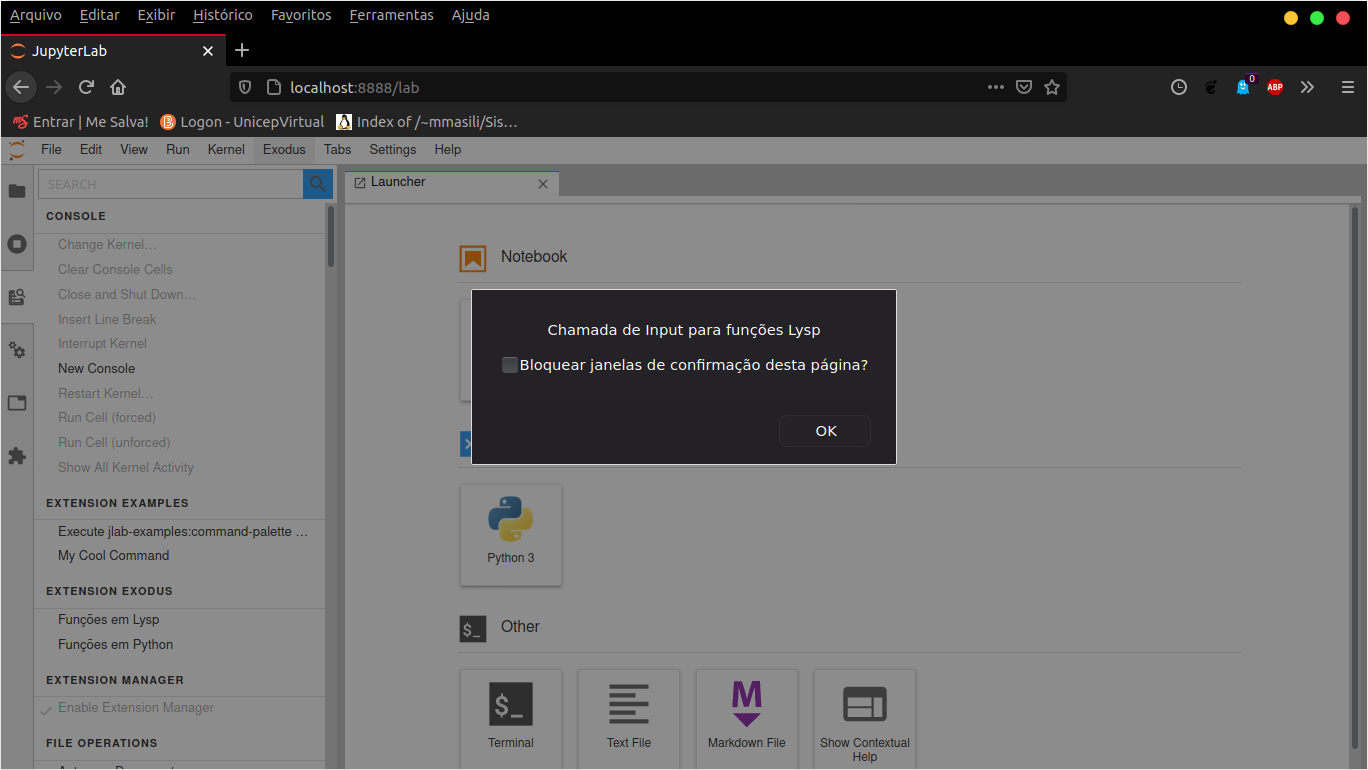 Arquivo Editar Exibir Histórico Favoritos Ferramentas Ajuda
JupyterLab
localhost:8888/lab
0
ABP
Entrar | Me Salva! Logon - UnicepVirtual Index of /~mmasili/Sis…
File Edit View Run Kernel Exodus Tabs Settings Help
SEARCH
CONSOLE
Change Kernel…
Clear Console Cells
Close and Shut Down…
Insert Line Break
Interrupt Kernel
New Console
Restart Kernel…
Run Cell (forced)
Run Cell (unforced)
Show All Kernel Activity
EXTENSION EXAMPLES
Execute jlab-examples:command-palette …
My Cool Command
EXTENSION EXODUS
Funções em Lysp
Funções em Python
EXTENSION MANAGER
Enable Extension Manager
FILE OPERATIONS
Launcher
Notebook
Chamada de Input para funções Lysp
Bloquear janelas de confirmação desta página?
OK
Python 3
$_
Other
$_
Terminal
Text File
M
Markdown File
Show Contextual
Help